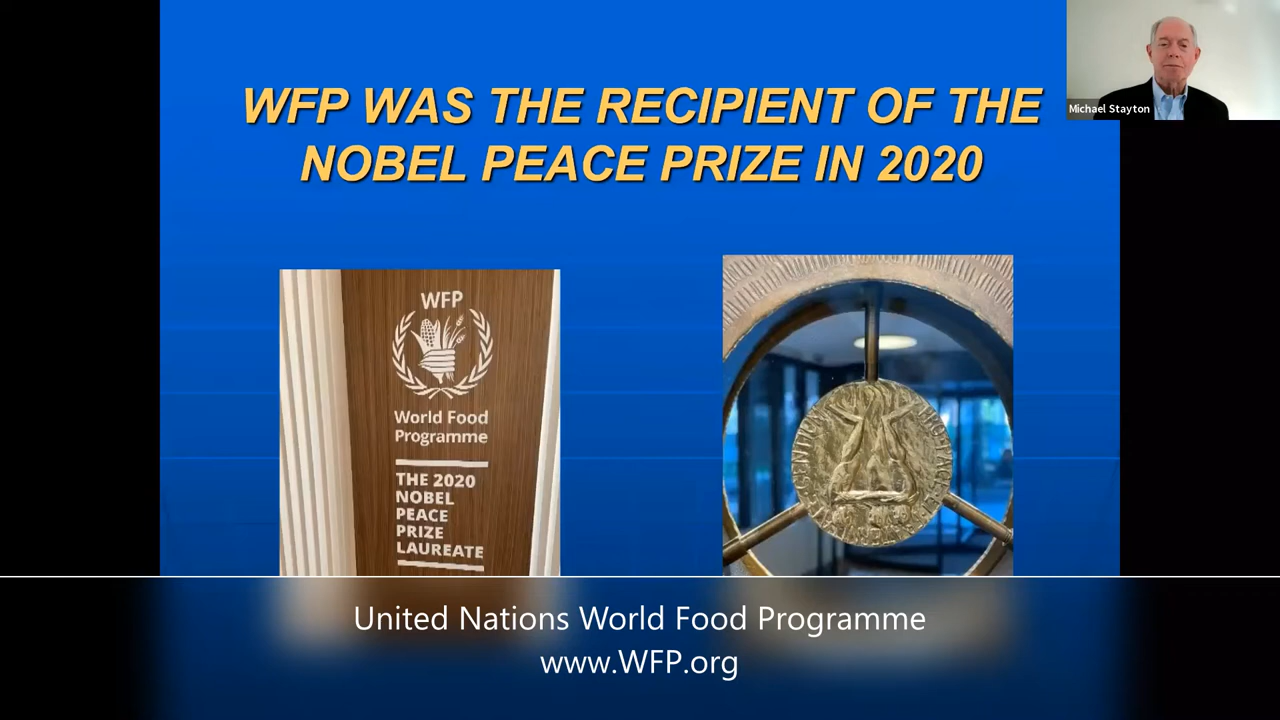 WFP WAS THE RECIPIENT OF THE
NOBEL PEACE PRIZE IN 2020
Michael Stayton
WFP
World Food
Programme
THE 2020
NOBEL
PEACE
PRIZE
LAUREATE
United Nations World Food Programme
www.WFP.org